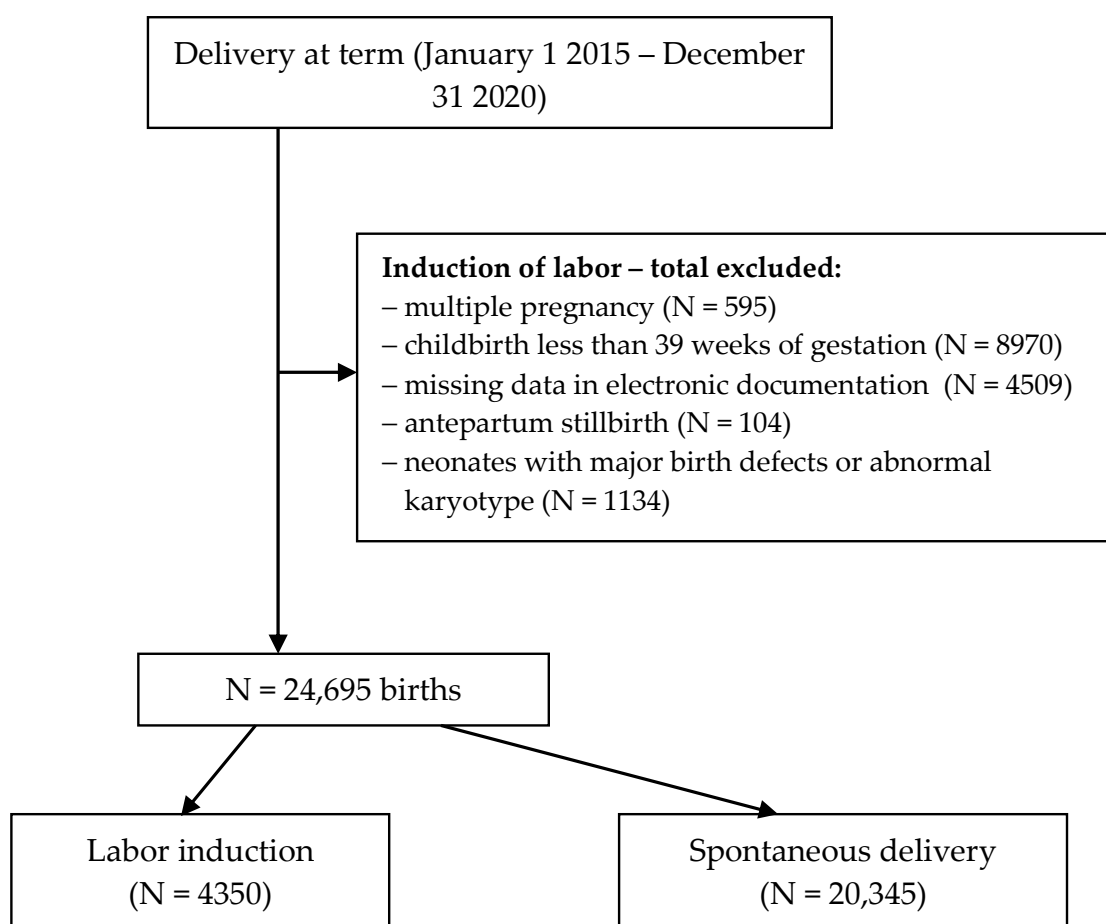 Delivery at term (January 1 2015 – December
31 2020)
Induction of labor – total excluded:
– multiple pregnancy (N = 595)
– childbirth less than 39 weeks of gestation (N = 8970)
– missing data in electronic documentation (N = 4509)
– antepartum stillbirth (N = 104)
– neonates with major birth defects or abnormal
karyotype (N = 1134)
N = 24,695 births
Labor induction
(N = 4350)
Spontaneous delivery
(N = 20,345)